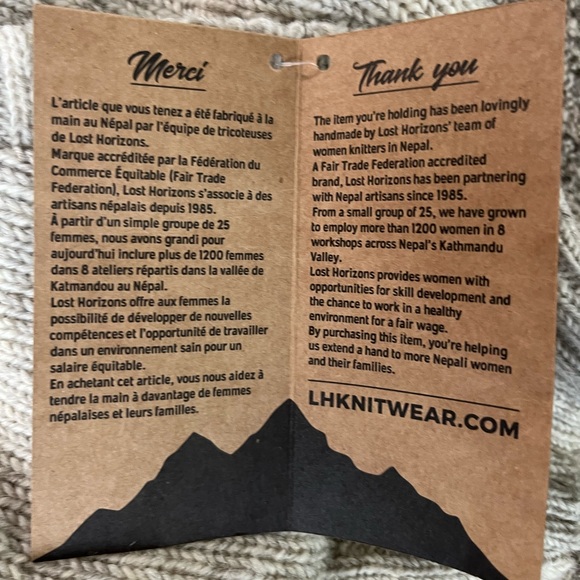 Merci
L'article que vous tenez a été fabriqué à la
main au Népal par l'équipe de tricoteuses
de Lost Horizons.
Marque accréditée par la Fédération du
Commerce Équitable (Fair Trade
Federation), Lost Horizons s'associe à des
artisans népalais depuis 1985.
À partir d'un simple groupe de 25
femmes, nous avons grandi pour
aujourd'hui inclure plus de 1200 femmes
dans 8 ateliers répartis dans la vallée de
Katmandou au Népal.
Lost Horizons offre aux femmes la
possibilité de développer de nouvelles
compétences et l'opportunité de travailler
dans un environnement sain pour un
salaire équitable.
En achetant cet article, vous nous aidez à
tendre la main à davantage de femmes
népalaises et leurs familles.
Thank you
The item you're holding has been lovingly
handmade by Lost Horizons' team of
women knitters in Nepal.
A Fair Trade Federation accredited
brand, Lost Horizons has been partnering
with Nepal artisans since 1985.
From a small group of 25, we have grown
to employ more than 1200 women in 8
workshops across Nepal's Kathmandu
Valley.
Lost Horizons provides women with
opportunities for skill development and
the chance to work in a healthy
environment for a fair wage.
By purchasing this item, you're helping
us extend a hand to more Nepali women
and their families.
LHKNITWEAR.COM